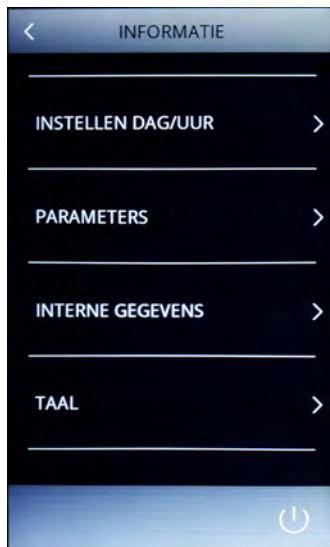 INFORMATIE
INSTELLEN DAG/UUR
PARAMETERS
INTERNE GEGEVENS
TAAL